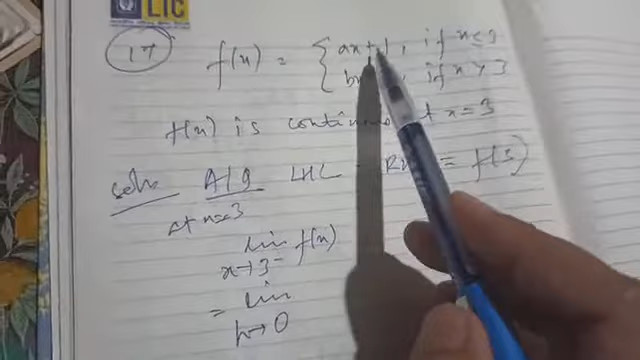 LIC
17 f(x) = { ax+1, if x ≤ 3
bx , if x > 3
f(x) is continuous at x=3
soln A/q LHL = RHL = f(3)
At x=3
lim f(x)
x→3⁻
= lim
h→0